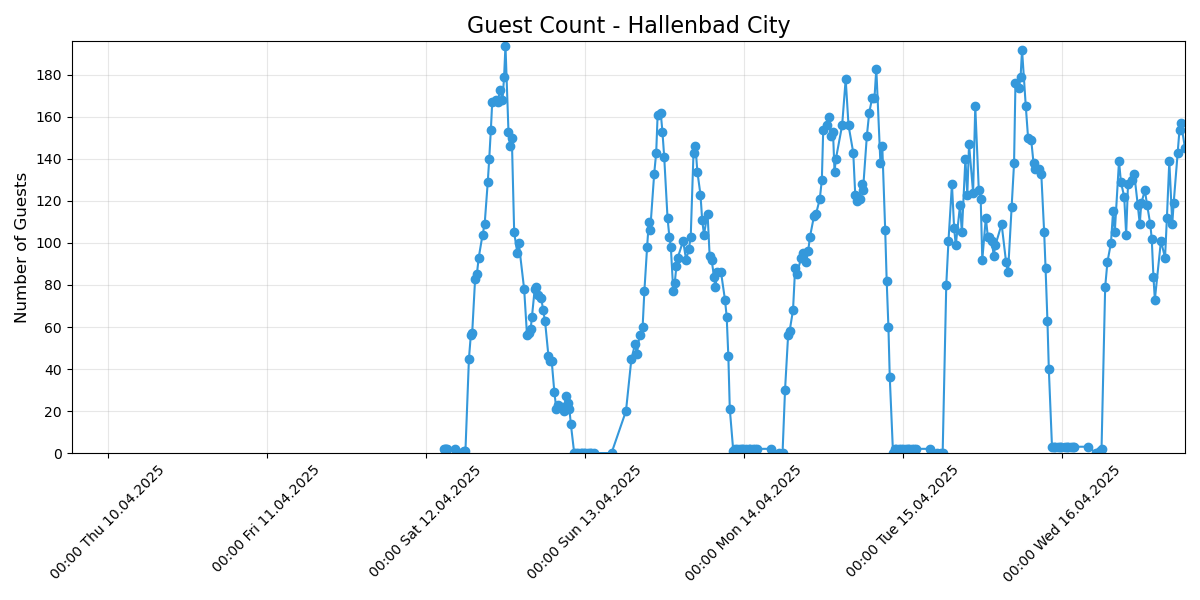 Guest Count - Hallenbad City
Number of Guests
180
160
140
120
100
80
60
40
20
0
00:00 Thu 10.04.2025
00:00 Fri 11.04.2025
00:00 Sat 12.04.2025
00:00 Sun 13.04.2025
00:00 Mon 14.04.2025
00:00 Tue 15.04.2025
00:00 Wed 16.04.2025